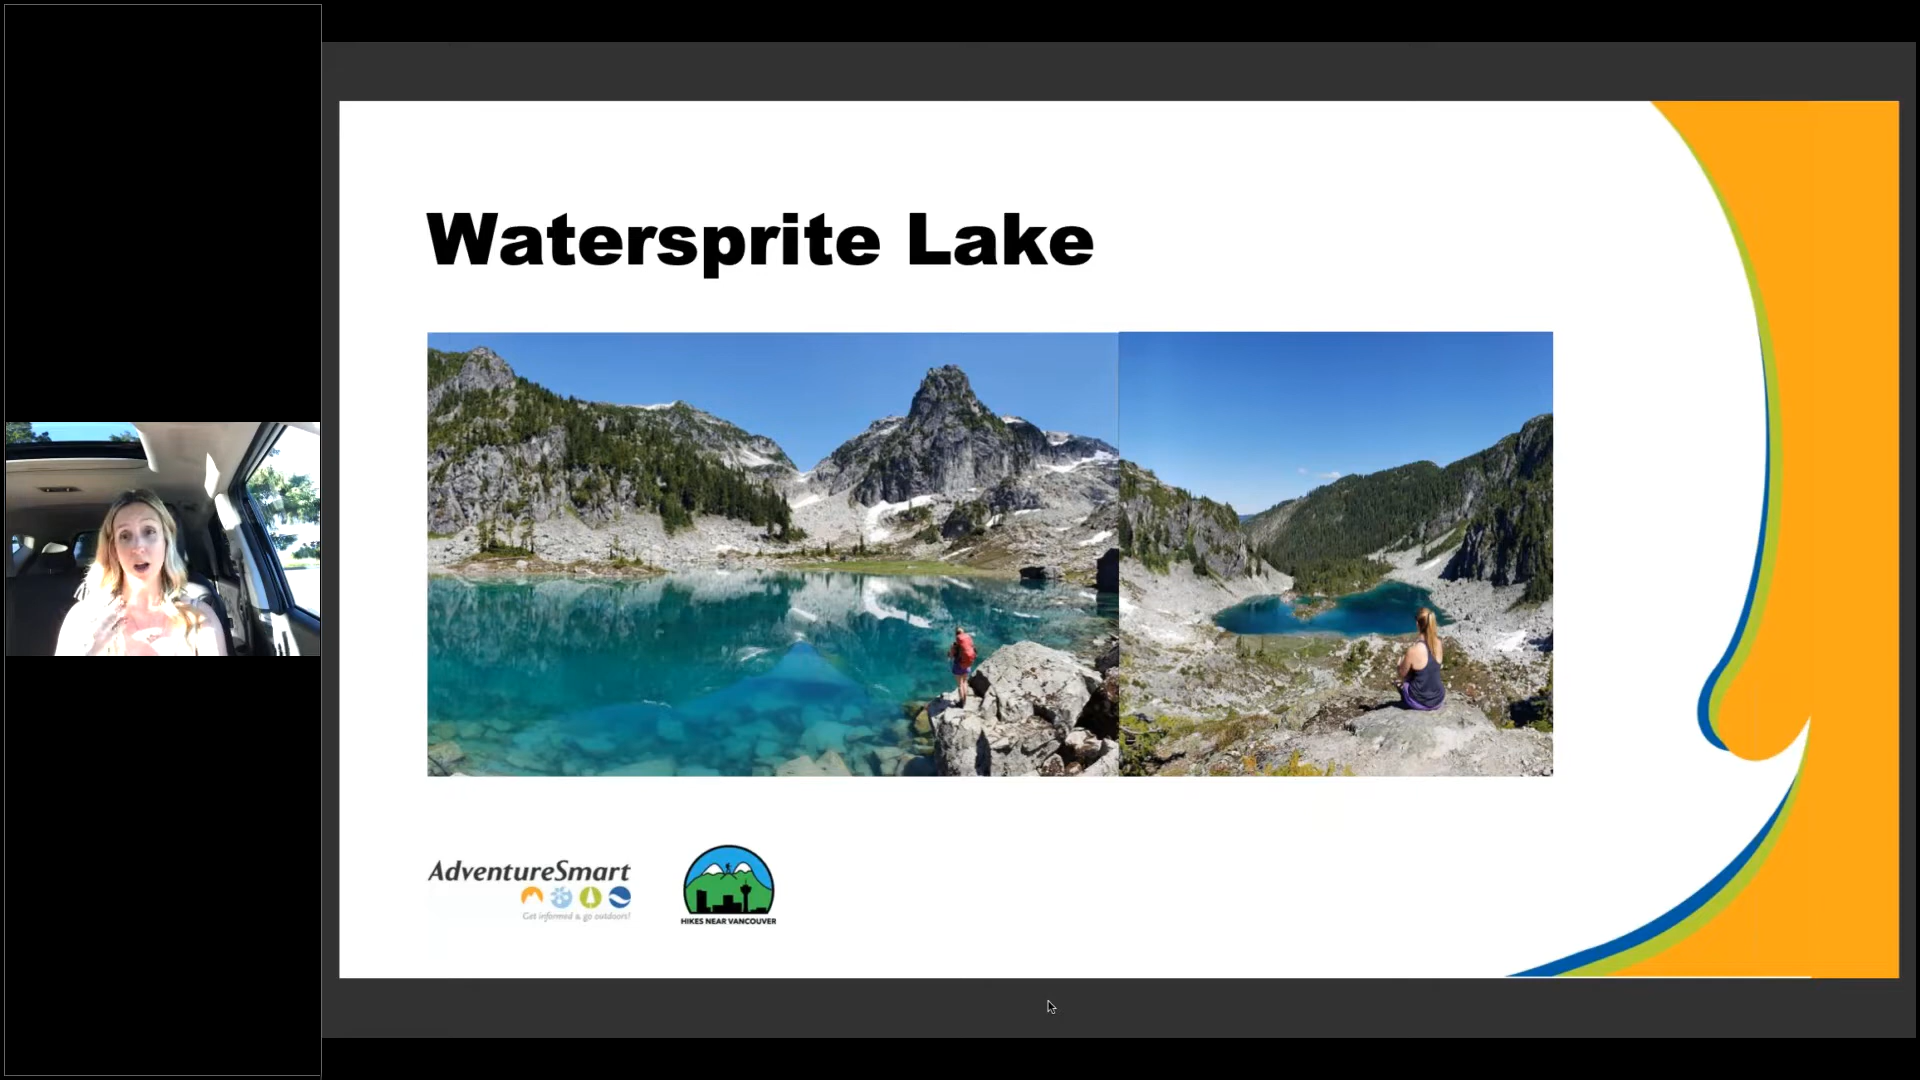 Watersprite Lake
AdventureSmart
Get informed & go outdoors!
HIKES NEAR VANCOUVER